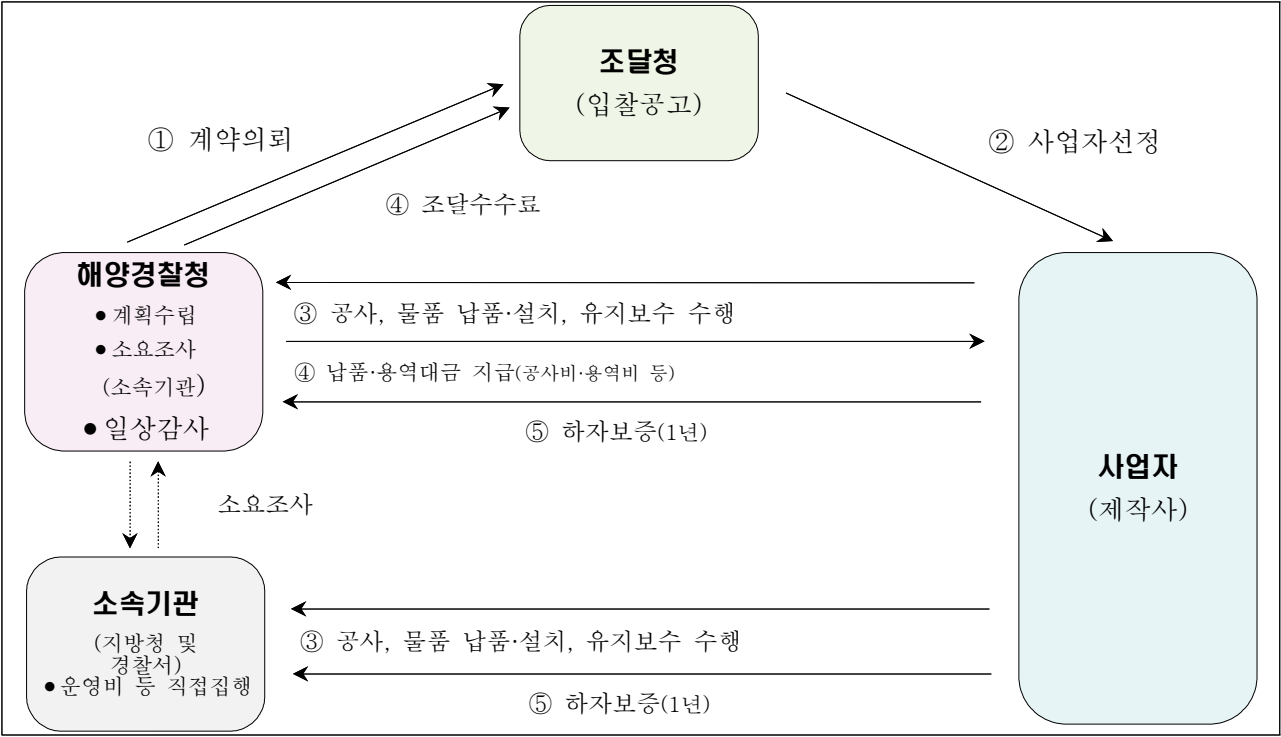 조달청
(입찰공고)
① 계약의뢰
② 사업자선정
④ 조달수수료
해양경찰청
● 계획수립
● 소요조사
(소속기관)
● 일상감사
③ 공사, 물품 납품·설치, 유지보수 수행
④ 납품·용역대금 지급(공사비·용역비 등)
⑤ 하자보증(1년)
사업자
(제작사)
소요조사
소속기관
(지방청 및
경찰서)
● 운영비 등 직접집행
③ 공사, 물품 납품·설치, 유지보수 수행
⑤ 하자보증(1년)